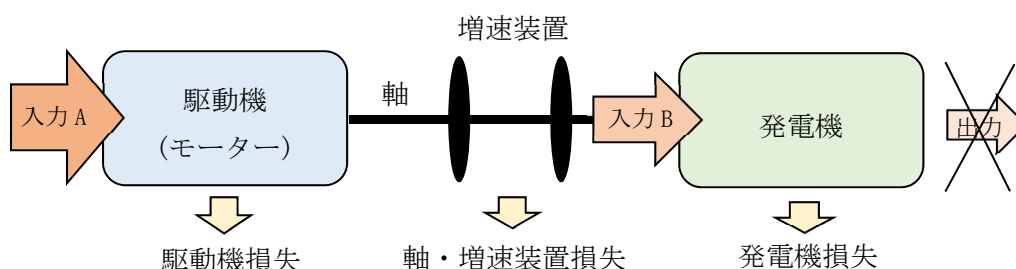 増速装置
入力A
駆動機
(モーター)
軸
入力B
発電機
出力
駆動機損失
軸・増速装置損失
発電機損失